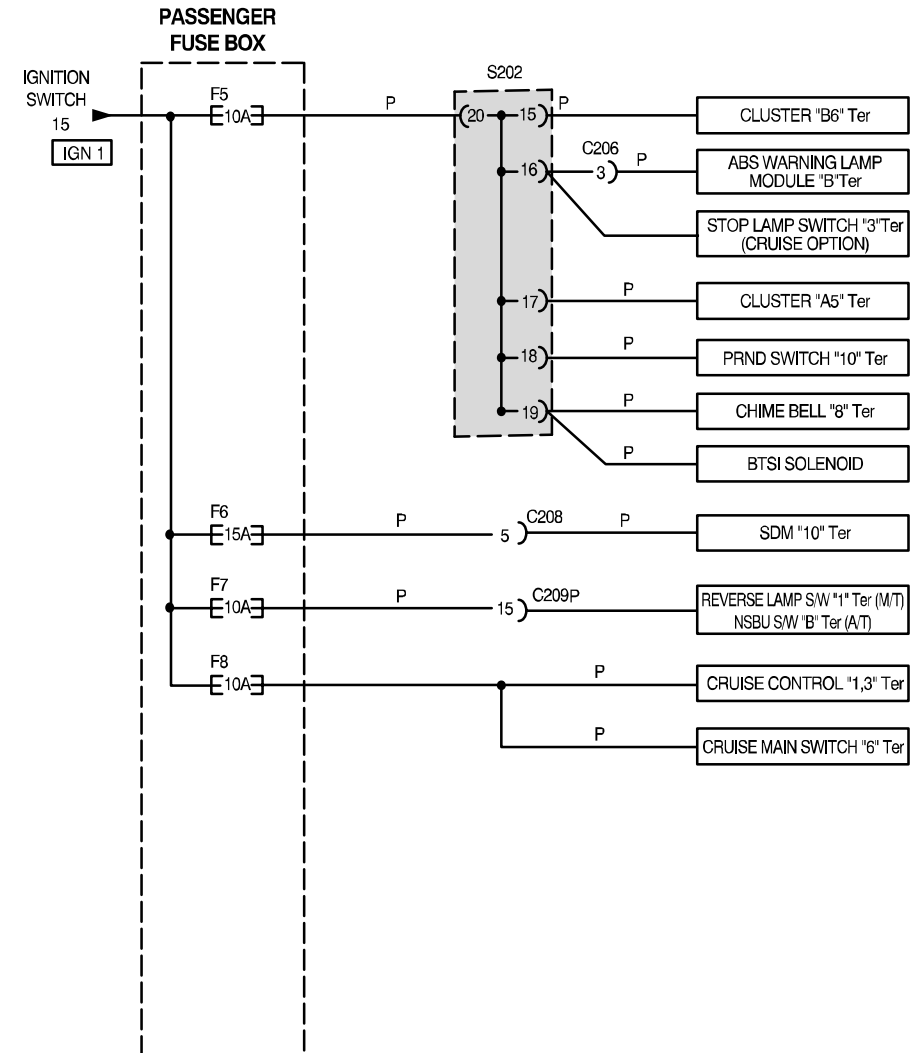 PASSENGER
FUSE BOX
IGNITION
SWITCH
15
IGN 1
F5
10A
P
S202
20
15
P
CLUSTER "B6" Ter
16
C206
3
P
ABS WARNING LAMP
MODULE "B"Ter
STOP LAMP SWITCH "3"Ter
(CRUISE OPTION)
17
P
CLUSTER "A5" Ter
18
P
PRND SWITCH "10" Ter
19
P
CHIME BELL "8" Ter
P
BTSI SOLENOID
F6
15A
P
5
C208
P
SDM "10" Ter
F7
10A
P
15
C209P
REVERSE LAMP S/W "1" Ter (M/T)
NSBU S/W "B" Ter (A/T)
F8
10A
P
CRUISE CONTROL "1,3" Ter
P
CRUISE MAIN SWITCH "6" Ter